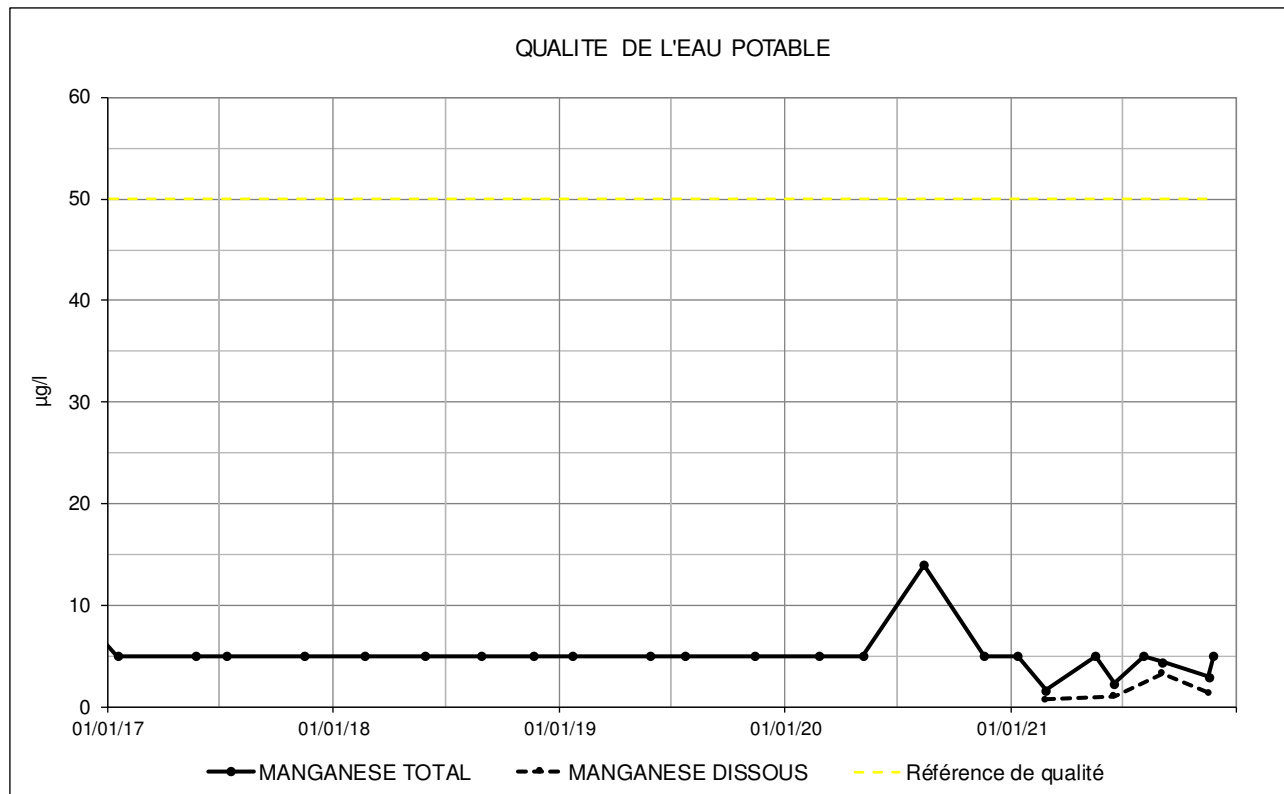 QUALITE DE L'EAU POTABLE
60
50
40
30
20
10
0
µg/l
01/01/17 01/01/18 01/01/19 01/01/20 01/01/21
MANGANESE TOTAL MANGANESE DISSOUS Référence de qualité